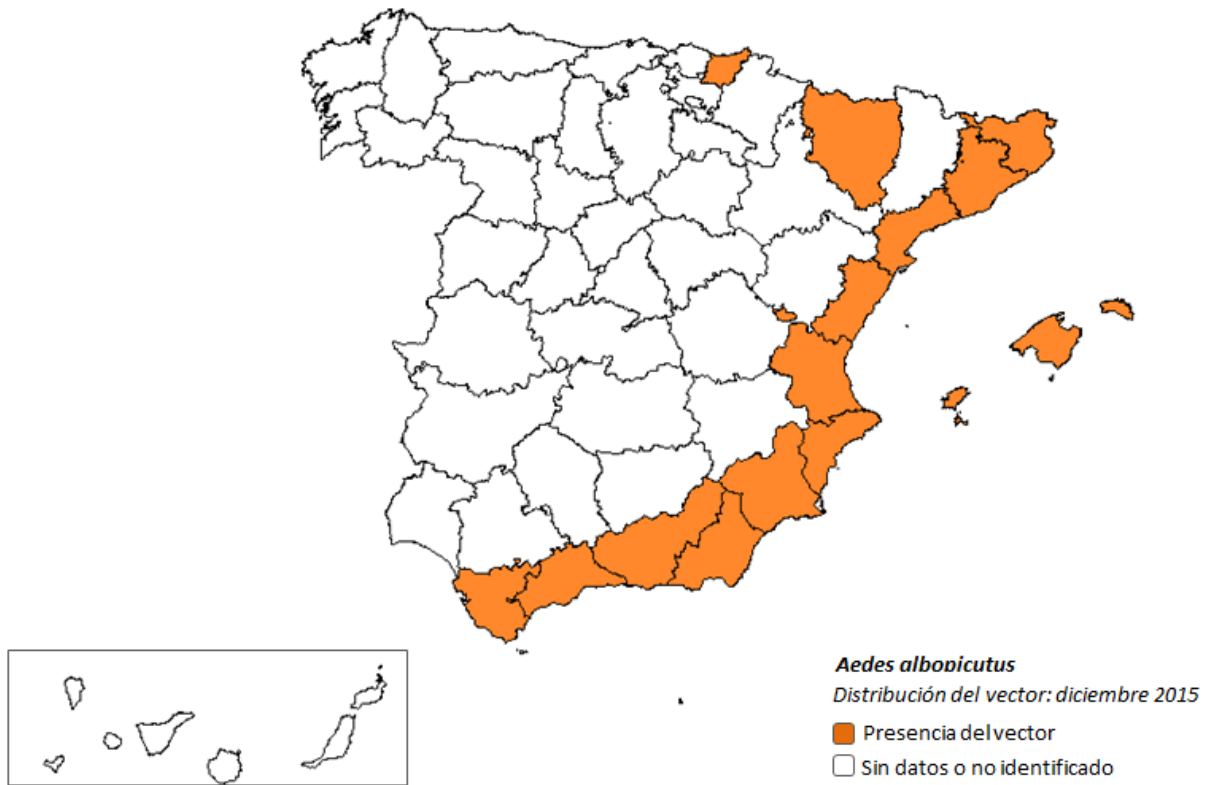 Aedes albopicutus
Distribución del vector: diciembre 2015
Presencia del vector
Sin datos o no identificado